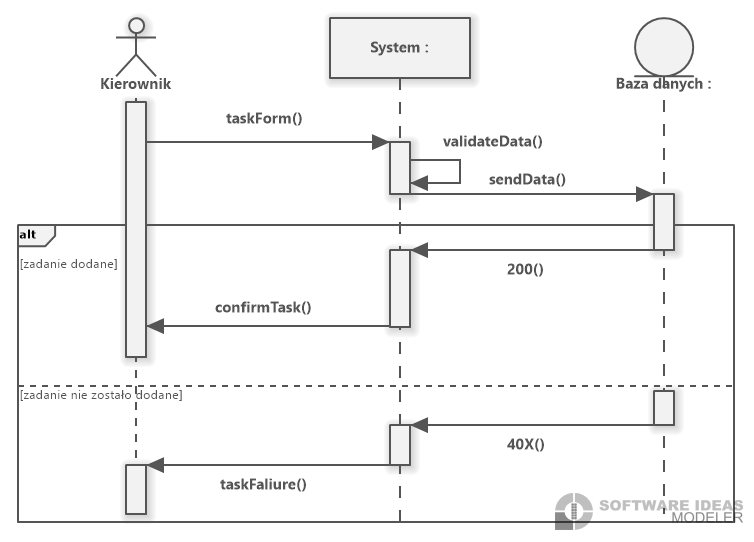 System :
Kierownik
Baza danych :
taskForm()
validateData()
sendData()
alt
[zadanie dodane]
200()
confirmTask()
[zadanie nie zostało dodane]
40X()
taskFaliure()
SOFTWARE IDEAS
MODELER